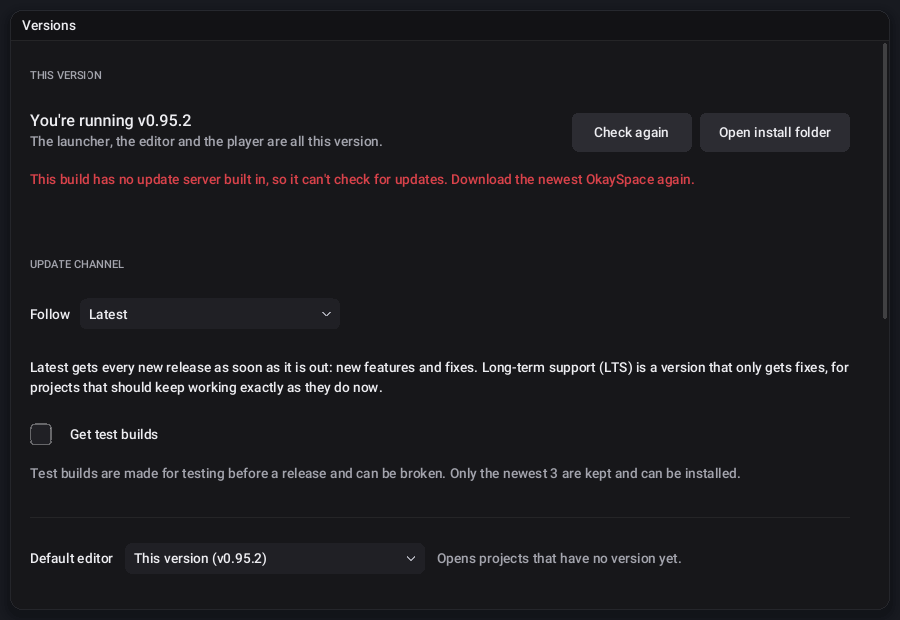 Versions
THIS VERSION
You're running v0.95.2
The launcher, the editor and the player are all this version.
Check again
Open install folder
This build has no update server built in, so it can't check for updates. Download the newest OkaySpace again.
UPDATE CHANNEL
Follow
Latest
Latest gets every new release as soon as it is out: new features and fixes. Long-term support (LTS) is a version that only gets fixes, for
projects that should keep working exactly as they do now.
Get test builds
Test builds are made for testing before a release and can be broken. Only the newest 3 are kept and can be installed.
Default editor
This version (v0.95.2)
Opens projects that have no version yet.